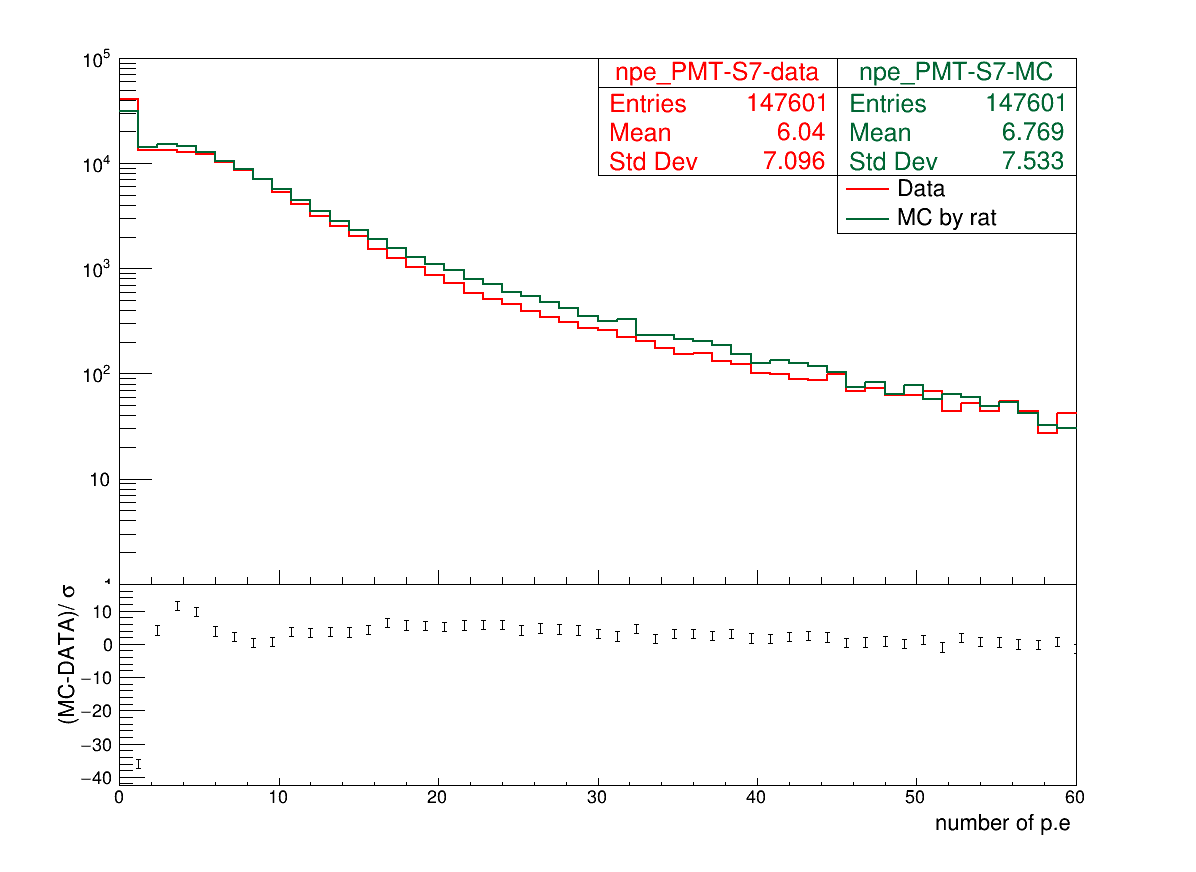 10^5
10^4
10^3
10^2
10
npe_PMT-S7-data
Entries 147601
Mean 6.04
Std Dev 7.096
npe_PMT-S7-MC
Entries 147601
Mean 6.769
Std Dev 7.533
Data
MC by rat
(MC-DATA)/ σ
10
0
−10
−20
−30
−40
0 10 20 30 40 50 60
number of p.e